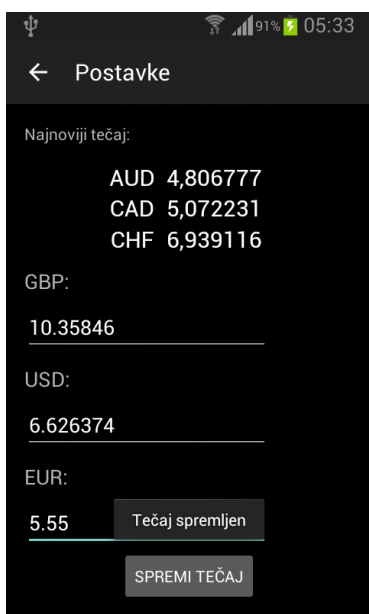 91% 05:33
Postavke
Najnoviji tečaj:
AUD 4,806777
CAD 5,072231
CHF 6,939116
GBP:
10.35846
USD:
6.626374
EUR:
5.55
Tečaj spremljen
SPREMI TEČAJ